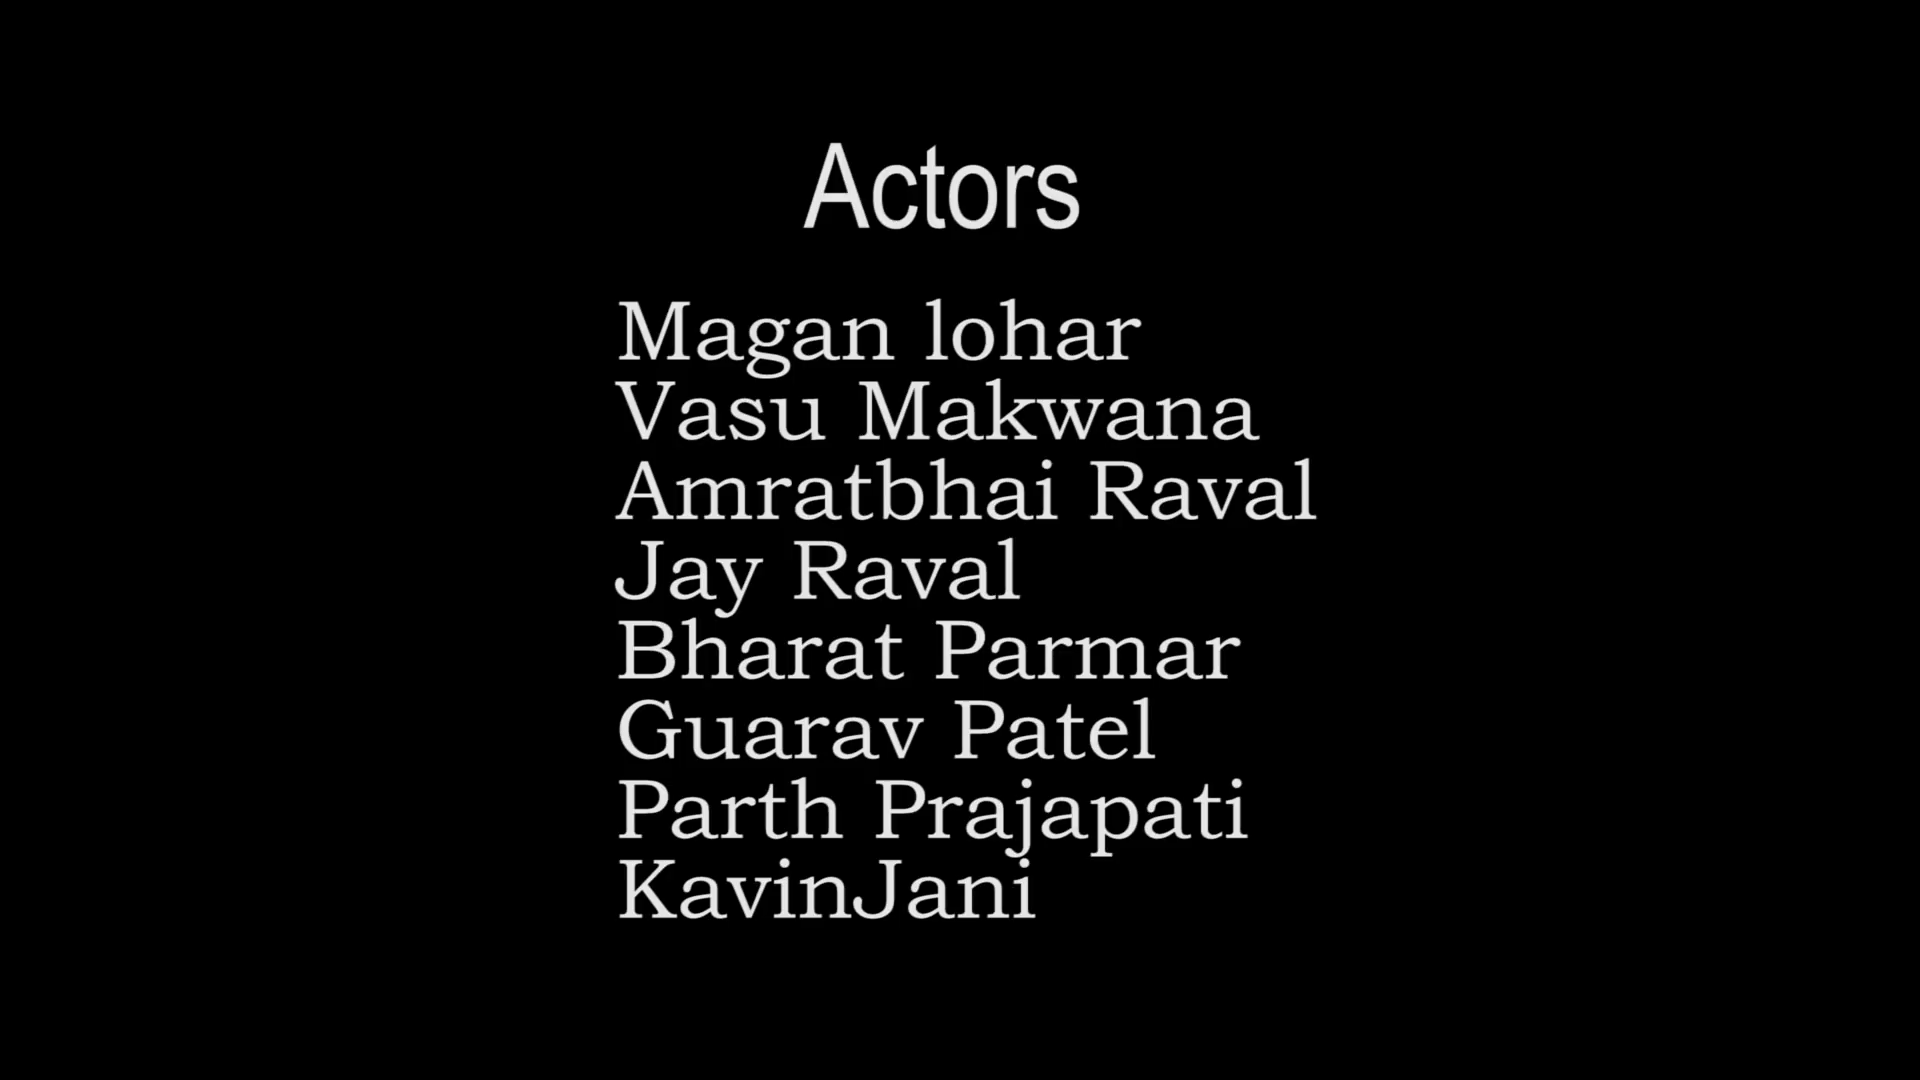 Actors
Magan lohar
Vasu Makwana
Amratbhai Raval
Jay Raval
Bharat Parmar
Guarav Patel
Parth Prajapati
KavinJani